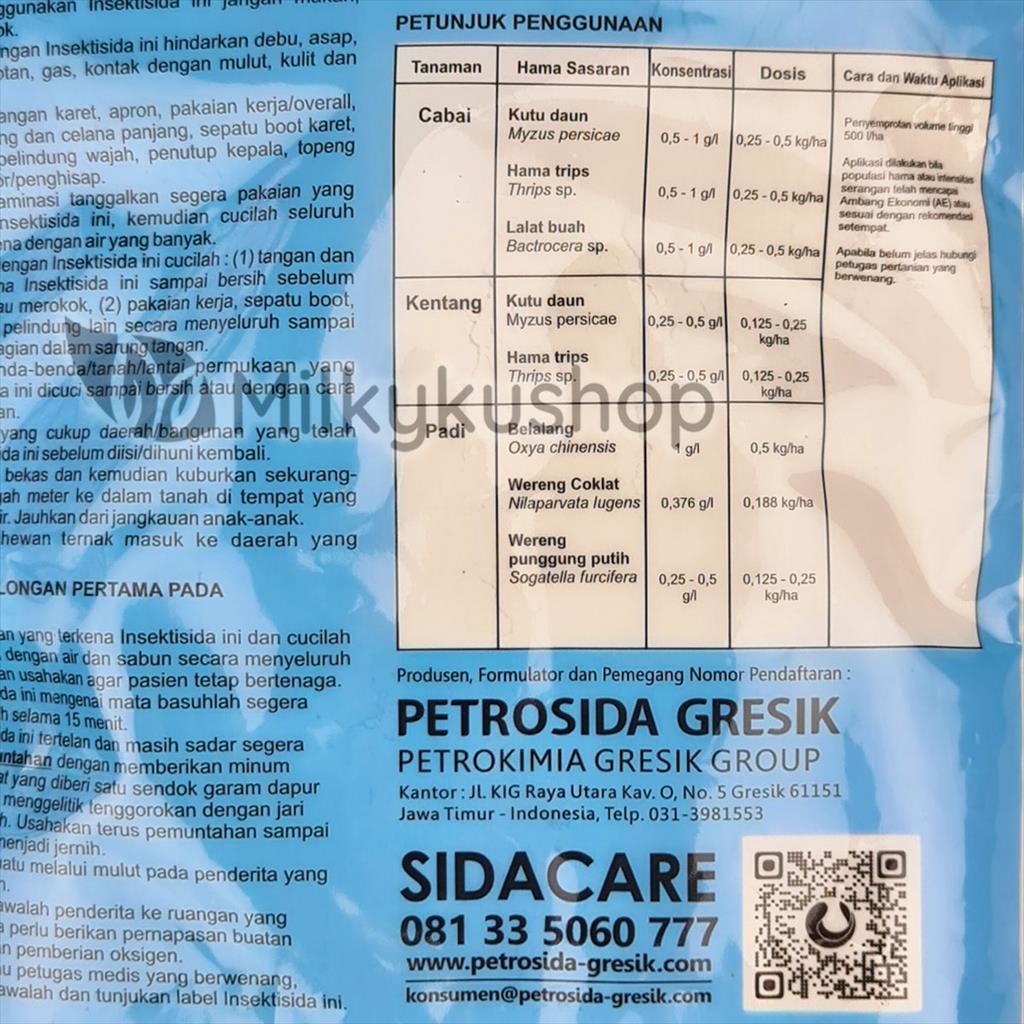 ggunakan Insektisida ini jangan makan,
ok.
ngan Insektisida ini hindarkan debu, asap,
otan, gas, kontak dengan mulut, kulit dan
angan karet, apron, pakaian kerja/overall,
ng dan celana panjang, sepatu boot karet,
pelindung wajah, penutup kepala, topeng
or/penghisap.
aminasi tanggalkan segera pakaian yang
nsektisida ini, kemudian cucilah seluruh
ena dengan air yang banyak.
engan Insektisida ini cucilah : (1) tangan dan
na Insektisida ini sampai bersih sebelum
au merokok, (2) pakaian kerja, sepatu boot,
pelindung lain secara menyeluruh sampai
agian dalam sarung tangan.
nda-benda/tanah/lantai permukaan yang
a ini dicuci sampai bersih atau dengan cara
an.
yang cukup daerah/bangunan yang telah
da ini sebelum diisi/dihuni kembali.
bekas dan kemudian kuburkan sekurang-
gah meter ke dalam tanah di tempat yang
ir. Jauhkan dari jangkauan anak-anak.
hewan ternak masuk ke daerah yang
LONGAN PERTAMA PADA
an yang terkena Insektisida ini dan cucilah
dengan air dan sabun secara menyeluruh
an usahakan agar pasien tetap bertenaga.
da ini mengenai mata basuhlah segera
h selama 15 menit.
da ini tertelan dan masih sadar segera
untahan dengan memberikan minum
at yang diberi satu sendok garam dapur
menggelitik tenggorokan dengan jari
h. Usahakan terus pemuntahan sampai
menjadi jernih.
uatu melalui mulut pada penderita yang
n.
awalah penderita ke ruangan yang
a perlu berikan pernapasan buatan
n pemberian oksigen.
u petugas medis yang berwenang,
awalah dan tunjukan label Insektisida ini.
PETUNJUK PENGGUNAAN
Tanaman Hama Sasaran Konsentrasi Dosis Cara dan Waktu Aplikasi
Cabai Kutu daun
Myzus persicae 0,5 - 1 g/l 0,25 - 0,5 kg/ha
Hama trips
Thrips sp. 0,5 - 1 g/l 0,25 - 0,5 kg/ha
Lalat buah
Bactrocera sp. 0,5 - 1 g/l 0,25 - 0,5 kg/ha
Penyemprotan volume tinggi
500 l/ha
Aplikasi dilakukan bila
populasi hama atau intensitas
serangan telah mencapai
Ambang Ekonomi (AE) atau
sesuai dengan rekomendasi
setempat.
Apabila belum jelas hubungi
petugas pertanian yang
berwenang.
Kentang Kutu daun
Myzus persicae 0,25 - 0,5 g/l 0,125 - 0,25
kg/ha
Hama trips
Thrips sp. 0,25 - 0,5 g/l 0,125 - 0,25
kg/ha
Milkykushop
Padi Belalang
Oxya chinensis 1 g/l 0,5 kg/ha
Wereng Coklat
Nilaparvata lugens 0,376 g/l 0,188 kg/ha
Wereng
punggung putih
Sogatella furcifera 0,25 - 0,5 0,125 - 0,25
g/l kg/ha
Produsen, Formulator dan Pemegang Nomor Pendaftaran :
PETROSIDA GRESIK
PETROKIMIA GRESIK GROUP
Kantor : Jl. KIG Raya Utara Kav. O, No. 5 Gresik 61151
Jawa Timur - Indonesia, Telp. 031-3981553
SIDACARE
081 33 5060 777
www.petrosida-gresik.com
konsumen@petrosida-gresik.com